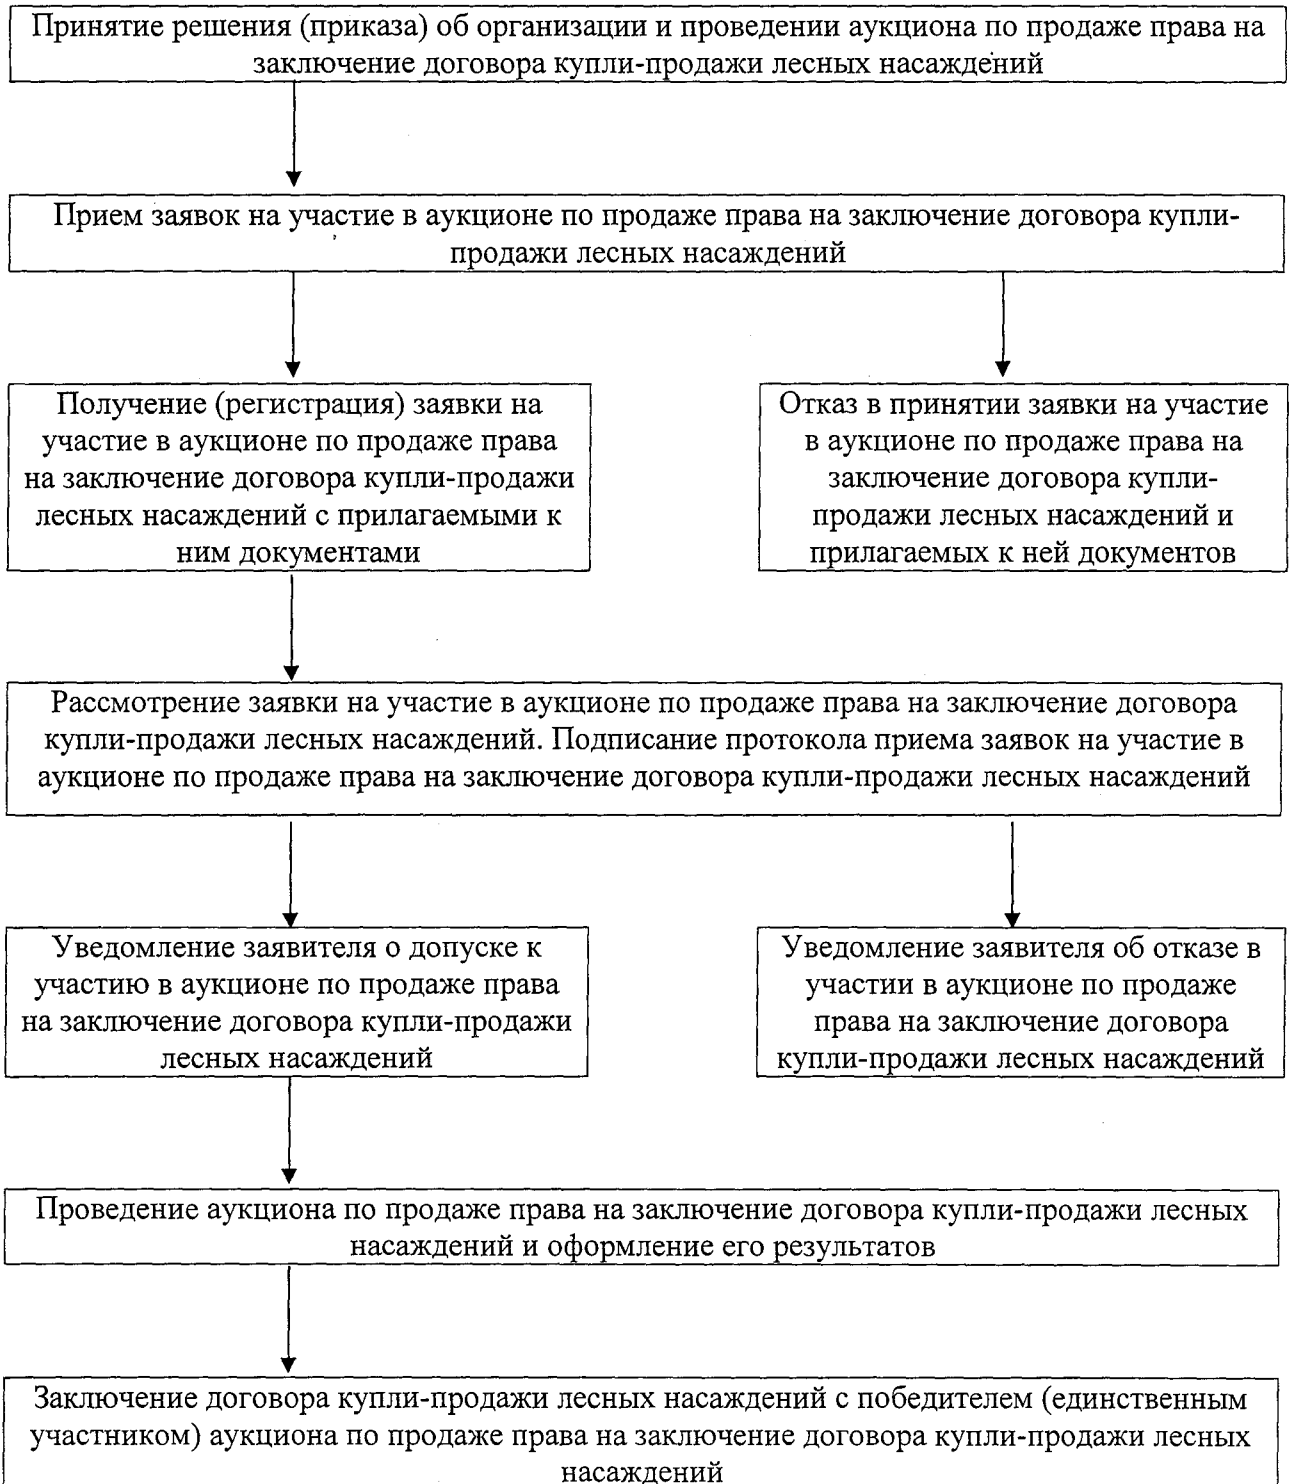 Принятие решения (приказа) об организации и проведении аукциона по продаже права на
заключение договора купли-продажи лесных насаждений
Прием заявок на участие в аукционе по продаже права на заключение договора купли-
продажи лесных насаждений
Получение (регистрация) заявки на
участие в аукционе по продаже права
на заключение договора купли-продажи
лесных насаждений с прилагаемыми к
ним документами
Отказ в принятии заявки на участие
в аукционе по продаже права на
заключение договора купли-
продажи лесных насаждений и
прилагаемых к ней документов
Рассмотрение заявки на участие в аукционе по продаже права на заключение договора
купли-продажи лесных насаждений. Подписание протокола приема заявок на участие в
аукционе по продаже права на заключение договора купли-продажи лесных насаждений
Уведомление заявителя о допуске к
участию в аукционе по продаже права
на заключение договора купли-продажи
лесных насаждений
Уведомление заявителя об отказе в
участии в аукционе по продаже
права на заключение договора
купли-продажи лесных насаждений
Проведение аукциона по продаже права на заключение договора купли-продажи лесных
насаждений и оформление его результатов
Заключение договора купли-продажи лесных насаждений с победителем (единственным
участником) аукциона по продаже права на заключение договора купли-продажи лесных
насаждений